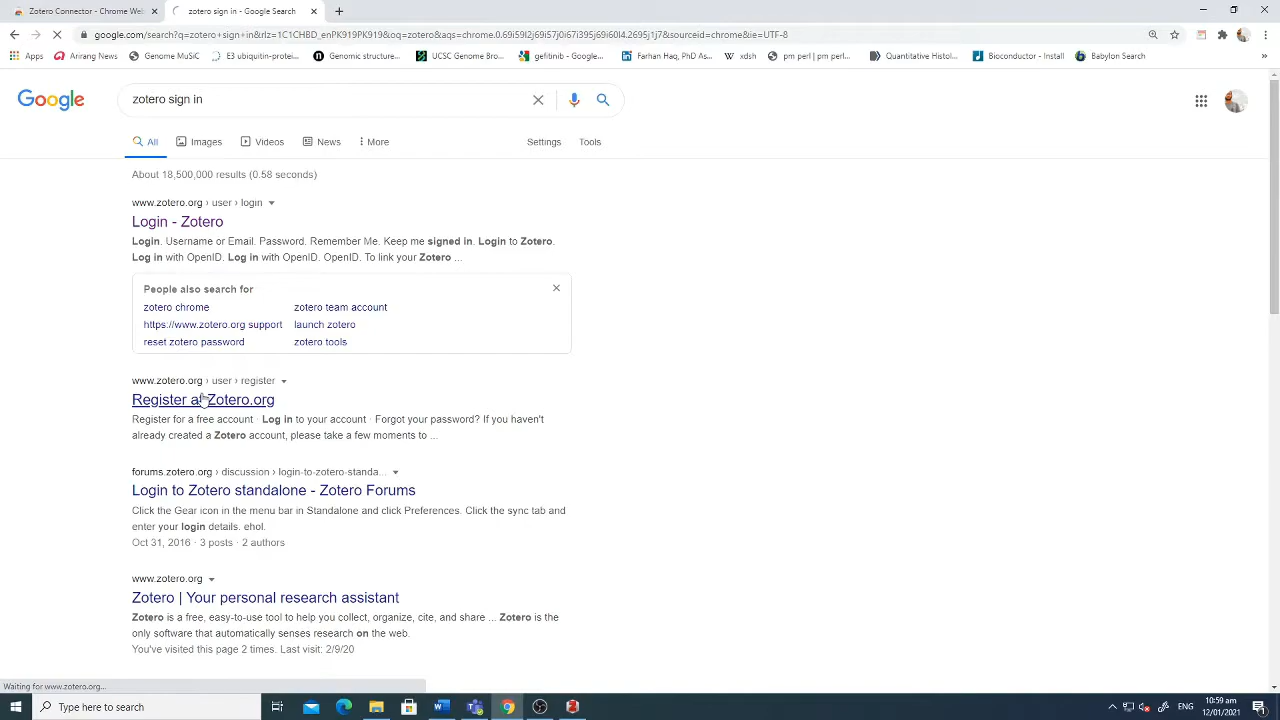 Zotero Connector - Chrome Web
zotero sign in - Google Search
google.com/search?q=zotero+sign+in&rlz=1C1CHBD_enPK919PK919&oq=zotero&aqs=chrome.0.69i59l2j69i57j0i67i395j69i60l4.2695j1j7&sourceid=chrome&ie=UTF-8
Apps
Arirang News
Genome MuSiC
E3 ubiquitin-protei...
Genomic structure...
UCSC Genome Bro...
gefitinib - Google...
Farhan Haq, PhD As...
xdsh
pm perl | pm perl...
Quantitative Histol...
Bioconductor - Install
Babylon Search
Google
zotero sign in
All
Images
Videos
News
More
Settings
Tools
About 18,500,000 results (0.58 seconds)
www.zotero.org › user › login
Login - Zotero
Login. Username or Email. Password. Remember Me. Keep me signed in. Login to Zotero.
Log in with OpenID. Log in with OpenID. OpenID. To link your Zotero ...
People also search for
zotero chrome
zotero team account
https://www.zotero.org support
launch zotero
reset zotero password
zotero tools
www.zotero.org › user › register
Register at Zotero.org
Register for a free account · Log in to your account · Forgot your password? If you haven't
already created a Zotero account, please take a few moments to ...
forums.zotero.org › discussion › login-to-zotero-standa...
Login to Zotero standalone - Zotero Forums
Click the Gear icon in the menu bar in Standalone and click Preferences. Click the sync tab and
enter your login details. ehol.
Oct 31, 2016 · 3 posts · 2 authors
www.zotero.org
Zotero | Your personal research assistant
Zotero is a free, easy-to-use tool to help you collect, organize, cite, and share ... Zotero is the
only software that automatically senses research on the web.
You've visited this page 2 times. Last visit: 2/9/20
Waiting for www.zotero.org...
Type here to search
ENG
10:59 am
12/01/2021